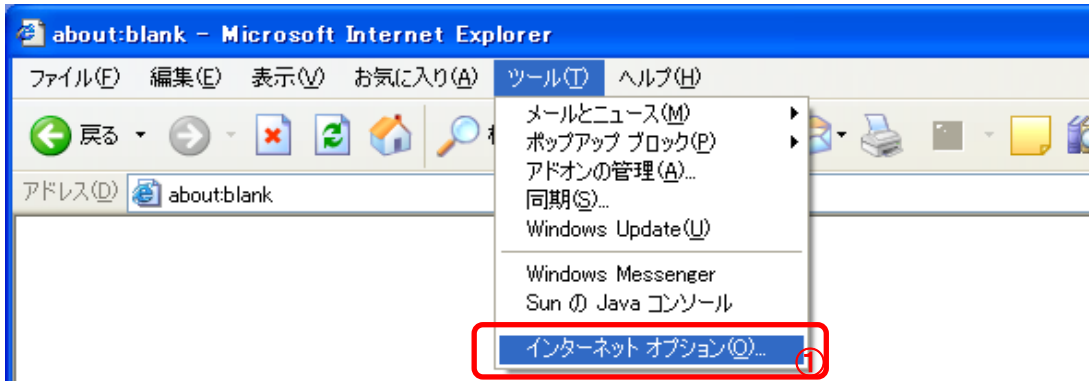 about:blank - Microsoft Internet Explorer
ファイル(F) 編集(E) 表示(V) お気に入り(A) ツール(T) ヘルプ(H)
戻る
アドレス(D) about:blank
メールとニュース(M)
ポップアップ ブロック(P)
アドオンの管理(A)...
同期(S)...
Windows Update(U)
Windows Messenger
Sun の Java コンソール
インターネット オプション(O)...
①